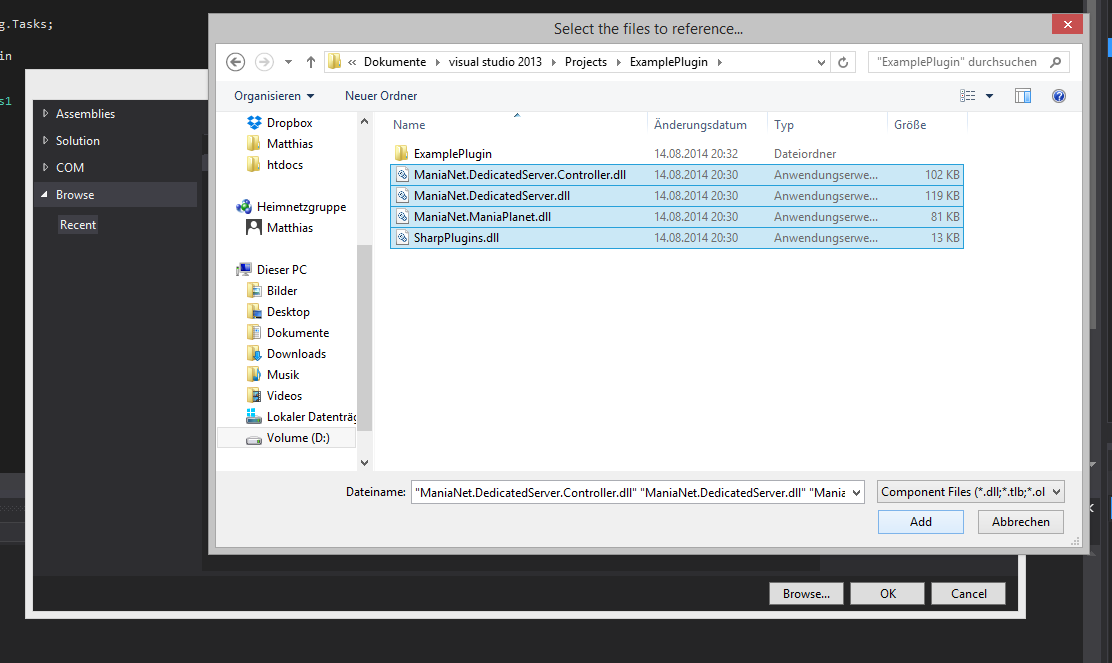 g.Tasks;
in
s1
Assemblies
Solution
COM
Browse
Recent
Select the files to reference...
« Dokumente visual studio 2013 Projects ExamplePlugin
"ExamplePlugin" durchsuchen
Organisieren Neuer Ordner
Dropbox
Matthias
htdocs
Heimnetzgruppe
Matthias
Dieser PC
Bilder
Desktop
Dokumente
Downloads
Musik
Videos
Lokaler Datenträg
Volume (D:)
Name Änderungsdatum Typ Größe
ExamplePlugin 14.08.2014 20:32 Dateiordner
ManiaNet.DedicatedServer.Controller.dll 14.08.2014 20:30 Anwendungserwe... 102 KB
ManiaNet.DedicatedServer.dll 14.08.2014 20:30 Anwendungserwe... 119 KB
ManiaNet.ManiaPlanet.dll 14.08.2014 20:30 Anwendungserwe... 81 KB
SharpPlugins.dll 14.08.2014 20:30 Anwendungserwe... 13 KB
Dateiname: "ManiaNet.DedicatedServer.Controller.dll" "ManiaNet.DedicatedServer.dll" "Mania
Component Files (*.dll;*.tlb;*.ol
Add Abbrechen
Browse... OK Cancel